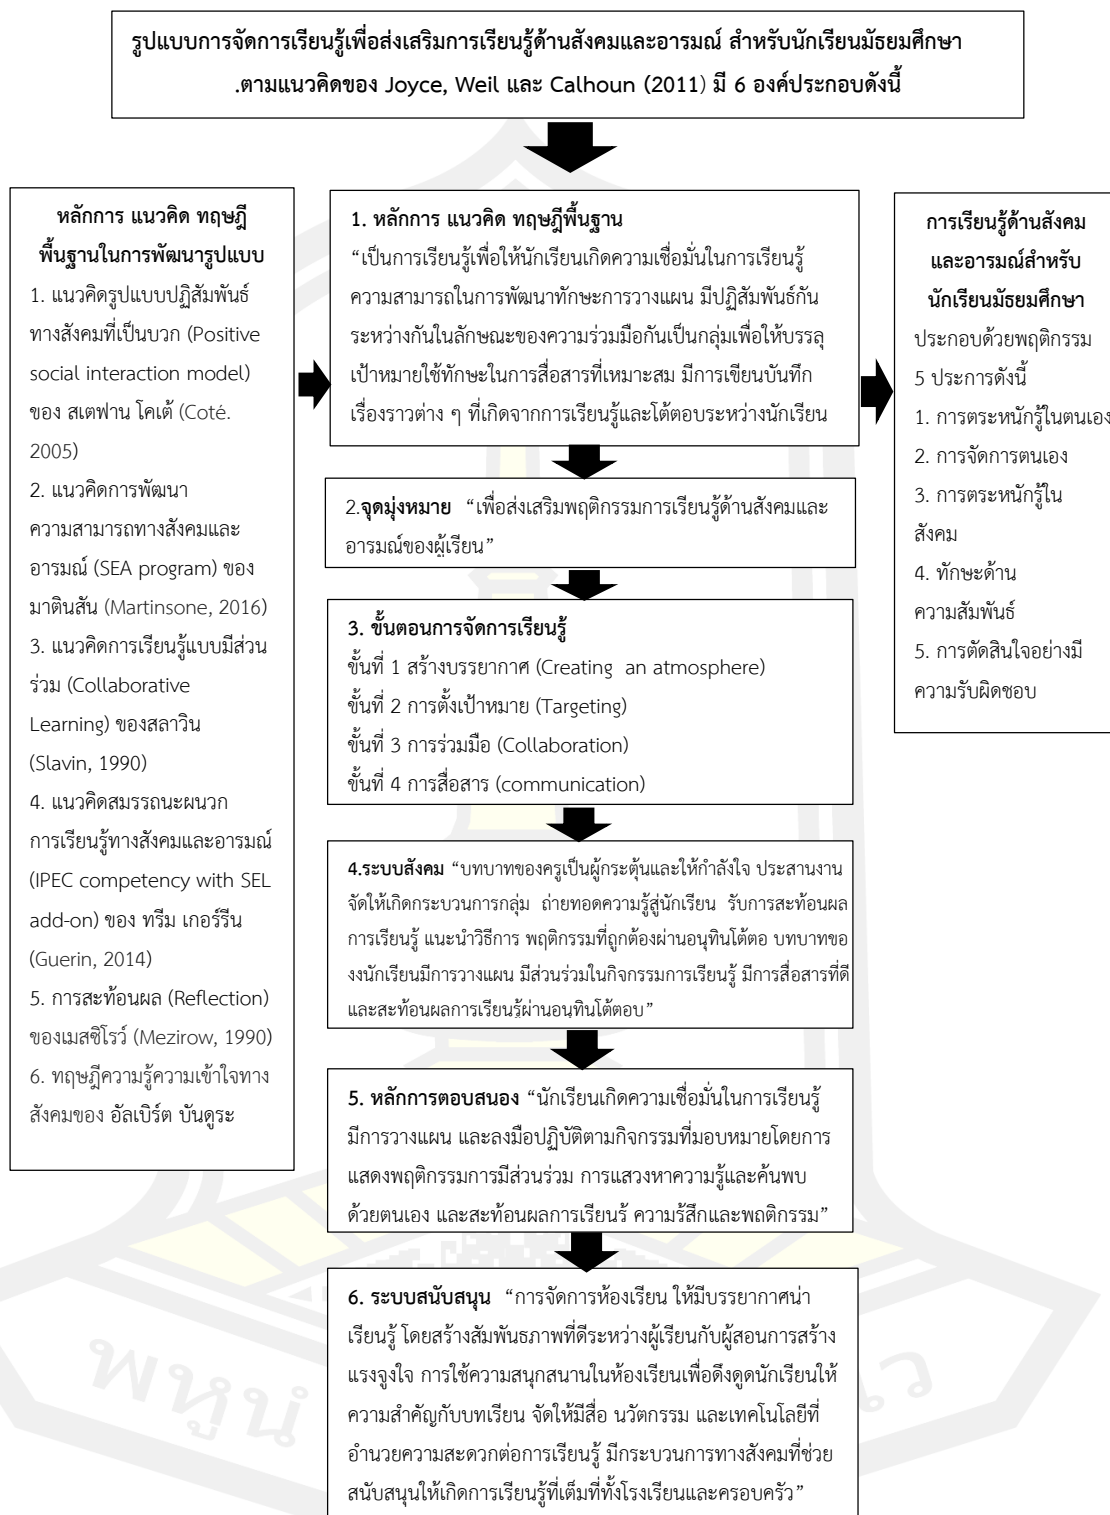 รูปแบบการจัดการเรียนรู้เพื่อส่งเสริมการเรียนรู้ด้านสังคมและอารมณ์ สำหรับนักเรียนมัธยมศึกษา
.ตามแนวคิดของ Joyce, Weil และ Calhoun (2011) มี 6 องค์ประกอบดังนี้
หลักการ แนวคิด ทฤษฎี
พื้นฐานในการพัฒนารูปแบบ
1. แนวคิดรูปแบบปฏิสัมพันธ์
ทางสังคมที่เป็นบวก (Positive
social interaction model)
ของ สเตฟาน โคเต้ (Coté.
2005)
2. แนวคิดการพัฒนา
ความสามารถทางสังคมและ
อารมณ์ (SEA program) ของ
มาตินสัน (Martinsone, 2016)
3. แนวคิดการเรียนรู้แบบมีส่วน
ร่วม (Collaborative
Learning) ของสลาวิน
(Slavin, 1990)
4. แนวคิดสมรรถนะผนวก
การเรียนรู้ทางสังคมและอารมณ์
(IPEC competency with SEL
add-on) ของ ทรีม เกอร์รีน
(Guerin, 2014)
5. การสะท้อนผล (Reflection)
ของเมสซิโรว์ (Mezirow, 1990)
6. ทฤษฎีความรู้ความเข้าใจทาง
สังคมของ อัลเบิร์ต บันดูระ
1. หลักการ แนวคิด ทฤษฎีพื้นฐาน
“เป็นการเรียนรู้เพื่อให้นักเรียนเกิดความเชื่อมั่นในการเรียนรู้
ความสามารถในการพัฒนาทักษะการวางแผน มีปฏิสัมพันธ์กัน
ระหว่างกันในลักษณะของความร่วมมือกันเป็นกลุ่มเพื่อให้บรรลุ
เป้าหมายใช้ทักษะในการสื่อสารที่เหมาะสม มีการเขียนบันทึก
เรื่องราวต่าง ๆ ที่เกิดจากการเรียนรู้และโต้ตอบระหว่างนักเรียน
2.จุดมุ่งหมาย “เพื่อส่งเสริมพฤติกรรมการเรียนรู้ด้านสังคมและ
อารมณ์ของผู้เรียน”
3. ขั้นตอนการจัดการเรียนรู้
ขั้นที่ 1 สร้างบรรยากาศ (Creating an atmosphere)
ขั้นที่ 2 การตั้งเป้าหมาย (Targeting)
ขั้นที่ 3 การร่วมมือ (Collaboration)
ขั้นที่ 4 การสื่อสาร (communication)
4.ระบบสังคม “บทบาทของครูเป็นผู้กระตุ้นและให้กำลังใจ ประสานงาน
จัดให้เกิดกระบวนการกลุ่ม ถ่ายทอดความรู้สู่นักเรียน รับการสะท้อนผล
การเรียนรู้ แนะนำวิธีการ พฤติกรรมที่ถูกต้องผ่านอนุทินโต้ตอ บทบาทขอ
งงนักเรียนมีการวางแผน มีส่วนร่วมในกิจกรรมการเรียนรู้ มีการสื่อสารที่ดี
และสะท้อนผลการเรียนรู้ผ่านอนุทินโต้ตอบ”
5. หลักการตอบสนอง “นักเรียนเกิดความเชื่อมั่นในการเรียนรู้
มีการวางแผน และลงมือปฏิบัติตามกิจกรรมที่มอบหมายโดยการ
แสดงพฤติกรรมการมีส่วนร่วม การแสวงหาความรู้และค้นพบ
ด้วยตนเอง และสะท้อนผลการเรียนรู้ ความรู้สึกและพฤติกรรม”
6. ระบบสนับสนุน “การจัดการห้องเรียน ให้มีบรรยากาศน่า
เรียนรู้ โดยสร้างสัมพันธภาพที่ดีระหว่างผู้เรียนกับผู้สอนการสร้าง
แรงจูงใจ การใช้ความสนุกสนานในห้องเรียนเพื่อดึงดูดนักเรียนให้
ความสำคัญกับบทเรียน จัดให้มีสื่อ นวัตกรรม และเทคโนโลยีที่
อำนวยความสะดวกต่อการเรียนรู้ มีกระบวนการทางสังคมที่ช่วย
สนับสนุนให้เกิดการเรียนรู้ที่เต็มที่ทั้งโรงเรียนและครอบครัว”
การเรียนรู้ด้านสังคม
และอารมณ์สำหรับ
นักเรียนมัธยมศึกษา
ประกอบด้วยพฤติกรรม
5 ประการดังนี้
1. การตระหนักรู้ในตนเอง
2. การจัดการตนเอง
3. การตระหนักรู้ใน
สังคม
4. ทักษะด้าน
ความสัมพันธ์
5. การตัดสินใจอย่างมี
ความรับผิดชอบ